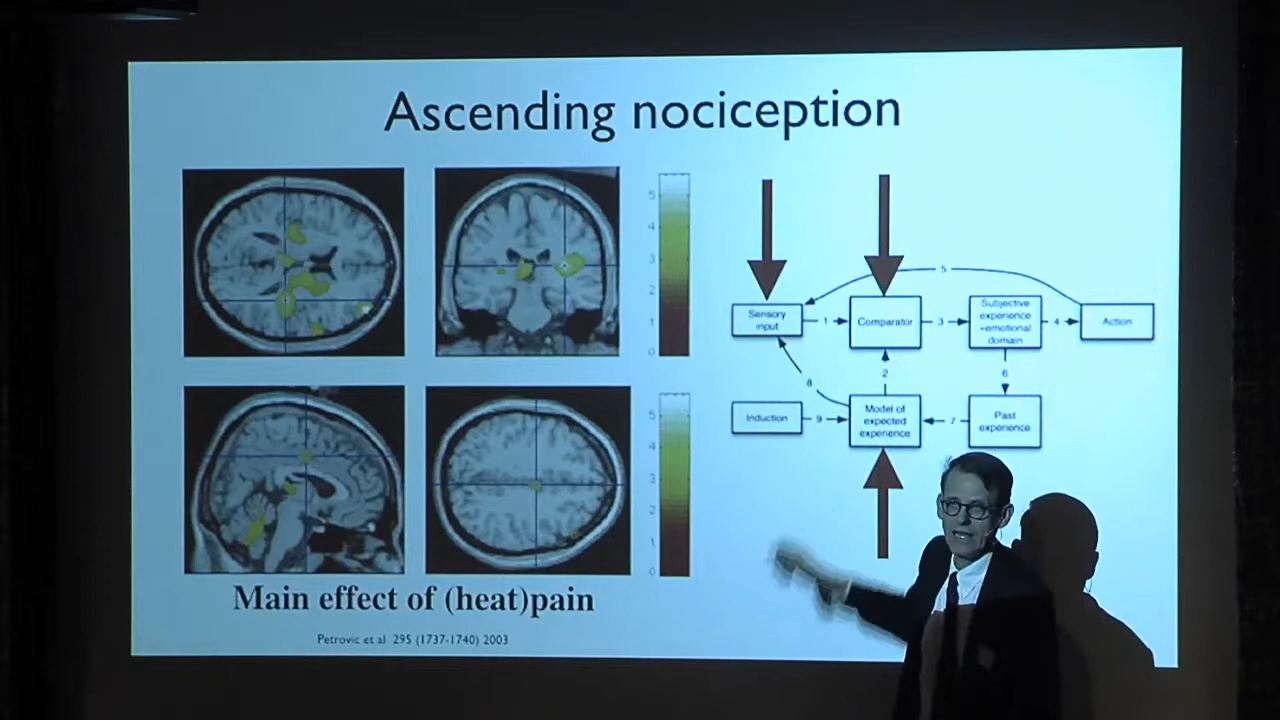 Ascending nociception
5
4
3
2
1
0
5
4
3
2
1
0
Main effect of (heat)pain
Petrovic et al 295 (1737-1740) 2003
5
Sensory
input
1
Comparator
3
Subjective
experience
=emotional
domain
4
Action
8
2
6
Induction
9
Model of
expected
experience
7
Past
experience